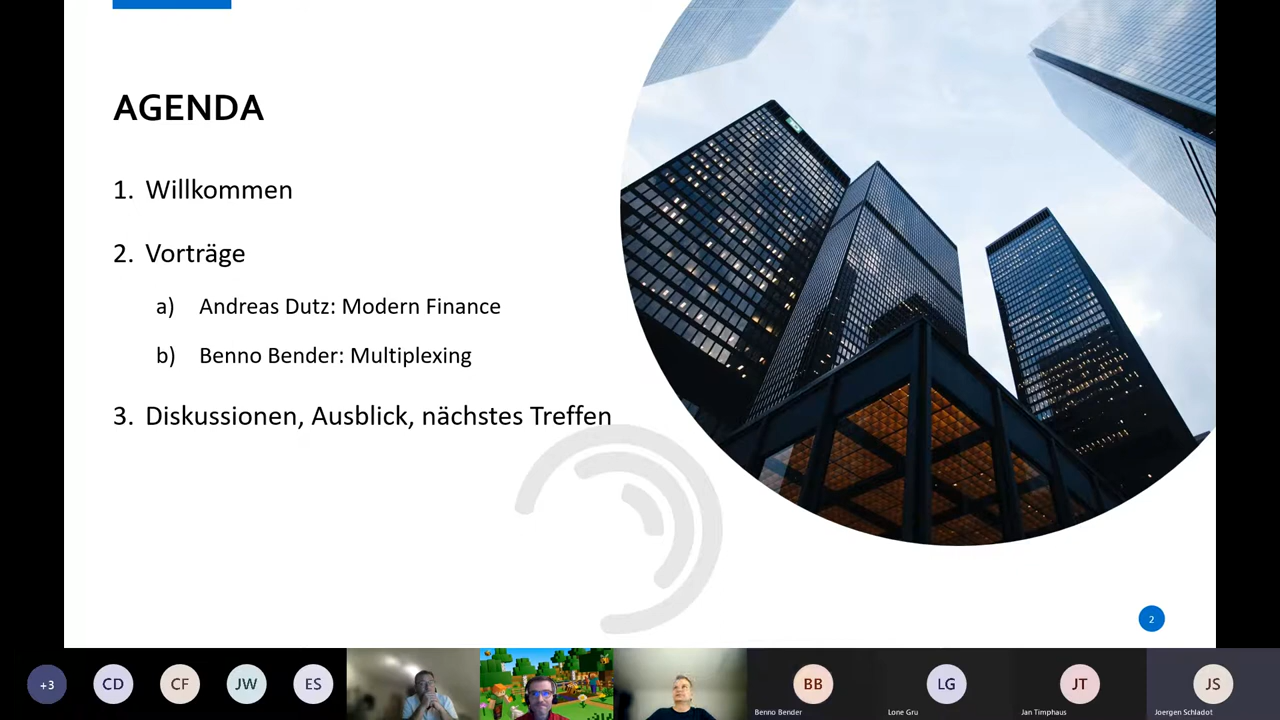 AGENDA
1. Willkommen
2. Vorträge
a) Andreas Dutz: Modern Finance
b) Benno Bender: Multiplexing
3. Diskussionen, Ausblick, nächstes Treffen
2
+3
CD
CF
JW
ES
BB
LG
JT
JS
Benno Bender
Lone Gru
Jan Timphaus
Joergen Schladot